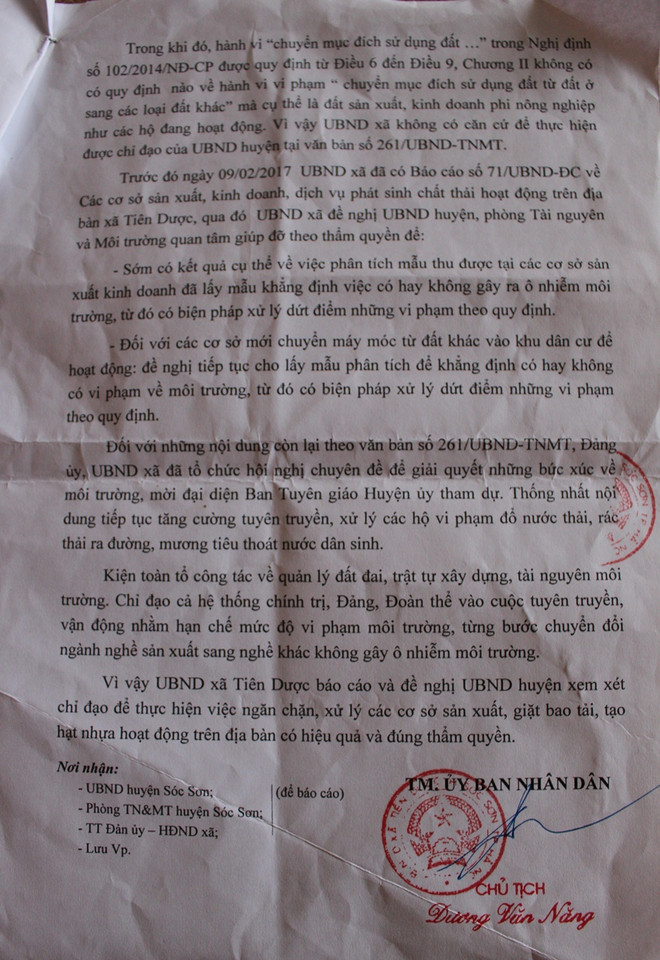 Trong khi đó, hành vi “chuyển mục đích sử dụng đất …” trong Nghị định
số 102/2014/NĐ-CP được quy định từ Điều 6 đến Điều 9, Chương II không có
có quy định nào về hành vi vi phạm “ chuyển mục đích sử dụng đất từ đất ở
sang các loại đất khác” mà cụ thể là đất sản xuất, kinh doanh phi nông nghiệp
như các hộ đang hoạt động. Vì vậy UBND xã không có căn cứ để thực hiện
được chỉ đạo của UBND huyện tại văn bản số 261/UBND-TNMT.
Trước đó ngày 09/02/2017 UBND xã đã có Báo cáo số 71/UBND-ĐC về
Các cơ sở sản xuất, kinh doanh, dịch vụ phát sinh chất thải hoạt động trên địa
bàn xã Tiên Dược, qua đó UBND xã đề nghị UBND huyện, phòng Tài nguyên
và Môi trường quan tâm giúp đỡ theo thẩm quyền để:
- Sớm có kết quả cụ thể về việc phân tích mẫu thu được tại các cơ sở sản
xuất kinh doanh đã lấy mẫu khẳng định việc có hay không gây ra ô nhiễm môi
trường, từ đó có biện pháp xử lý dứt điểm những vi phạm theo quy định.
- Đối với các cơ sở mới chuyển máy móc từ đất khác vào khu dân cư để
hoạt động: đề nghị tiếp tục cho lấy mẫu phân tích để khẳng định có hay không
có vi phạm về môi trường, từ đó có biện pháp xử lý dứt điểm những vi phạm
theo quy định.
Đối với những nội dung còn lại theo văn bản số 261/UBND-TNMT, Đảng
ủy, UBND xã đã tổ chức hội nghị chuyên đề để giải quyết những bức xúc về
môi trường, mời đại diện Ban Tuyên giáo Huyện ủy tham dự. Thống nhất nội
dung tiếp tục tăng cường tuyên truyền, xử lý các hộ vi phạm đổ nước thải, rác
thải ra đường, mương tiêu thoát nước dân sinh.
Kiện toàn tổ công tác về quản lý đất đai, trật tự xây dựng, tài nguyên môi
trường. Chỉ đạo cả hệ thống chính trị, Đảng, Đoàn thể vào cuộc tuyên truyền,
vận động nhằm hạn chế mức độ vi phạm môi trường, từng bước chuyển đổi
ngành nghề sản xuất sang nghề khác không gây ô nhiễm môi trường.
Vì vậy UBND xã Tiên Dược báo cáo và đề nghị UBND huyện xem xét
chỉ đạo để thực hiện việc ngăn chặn, xử lý các cơ sở sản xuất, giặt bao tải, tạo
hạt nhựa hoạt động trên địa bàn có hiệu quả và đúng thẩm quyền.
Nơi nhận:
- UBND huyện Sóc Sơn;
- Phòng TN&MT huyện Sóc Sơn;
- TT Đản ủy – HĐND xã;
- Lưu Vp.
(để báo cáo)
TM. ỦY BAN NHÂN DÂN
CHỦ TỊCH
Dương Văn Năng